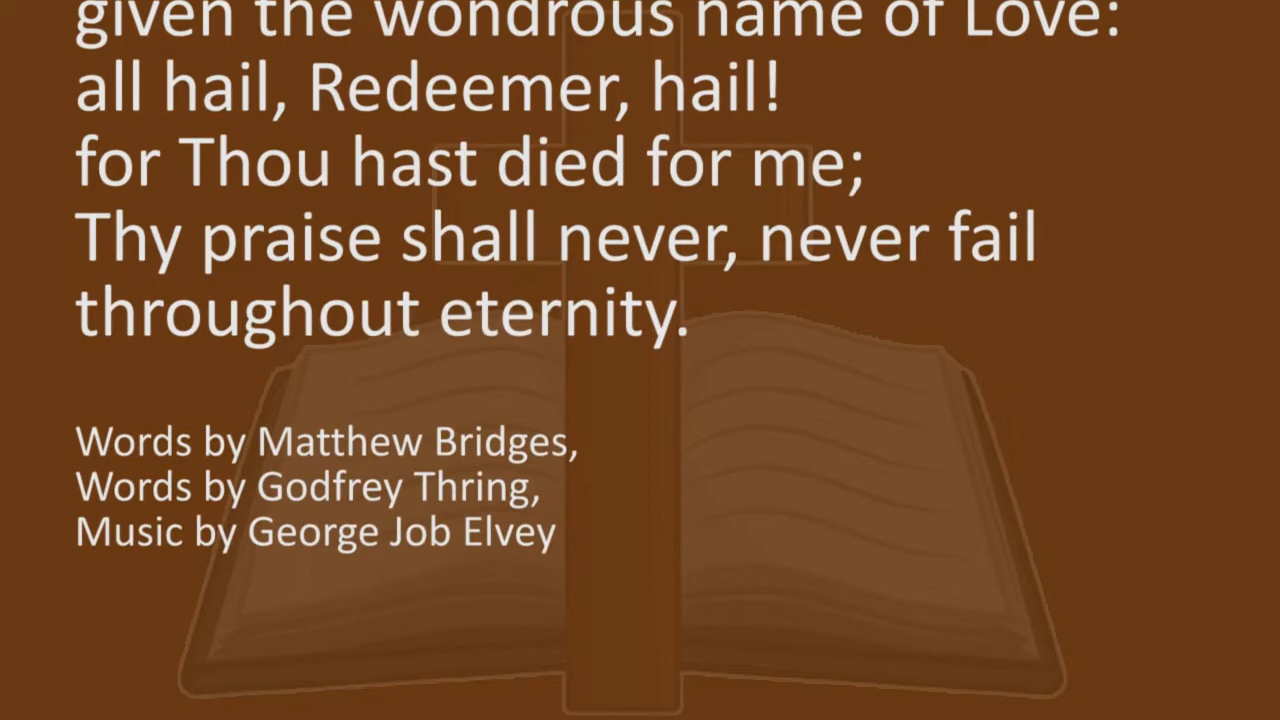 given the wondrous name of Love:
all hail, Redeemer, hail!
for Thou hast died for me;
Thy praise shall never, never fail
throughout eternity.
Words by Matthew Bridges,
Words by Godfrey Thring,
Music by George Job Elvey